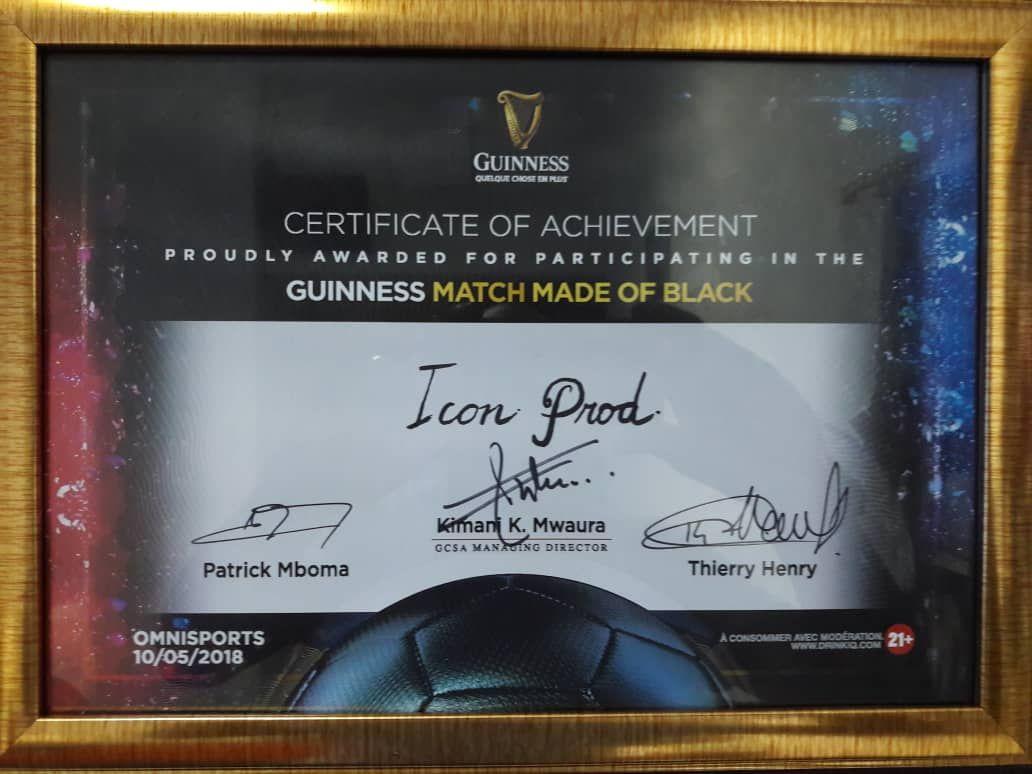 GUINNESS
QUELQUE CHOSE EN PLUS
CERTIFICATE OF ACHIEVEMENT
PROUDLY AWARDED FOR PARTICIPATING IN THE
GUINNESS MATCH MADE OF BLACK
Icon Prod.
Kimani K. Mwaura
GCSA MANAGING DIRECTOR
Patrick Mboma
Thierry Henry
OMNISPORTS
10/05/2018
À CONSOMMER AVEC MODÉRATION.
WWW.DRINKIQ.COM
21+